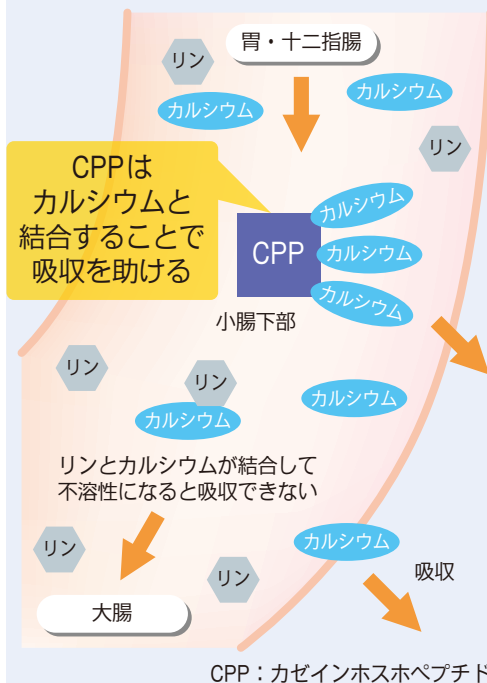 胃・十二指腸
リン
カルシウム
カルシウム
リン
CPPは
カルシウムと
結合することで
吸収を助ける
カルシウム
CPP
カルシウム
カルシウム
小腸下部
リン
リン
カルシウム
カルシウム
リンとカルシウムが結合して
不溶性になると吸収できない
リン
カルシウム
リン
吸収
大腸
CPP：カゼインホスホペプチド